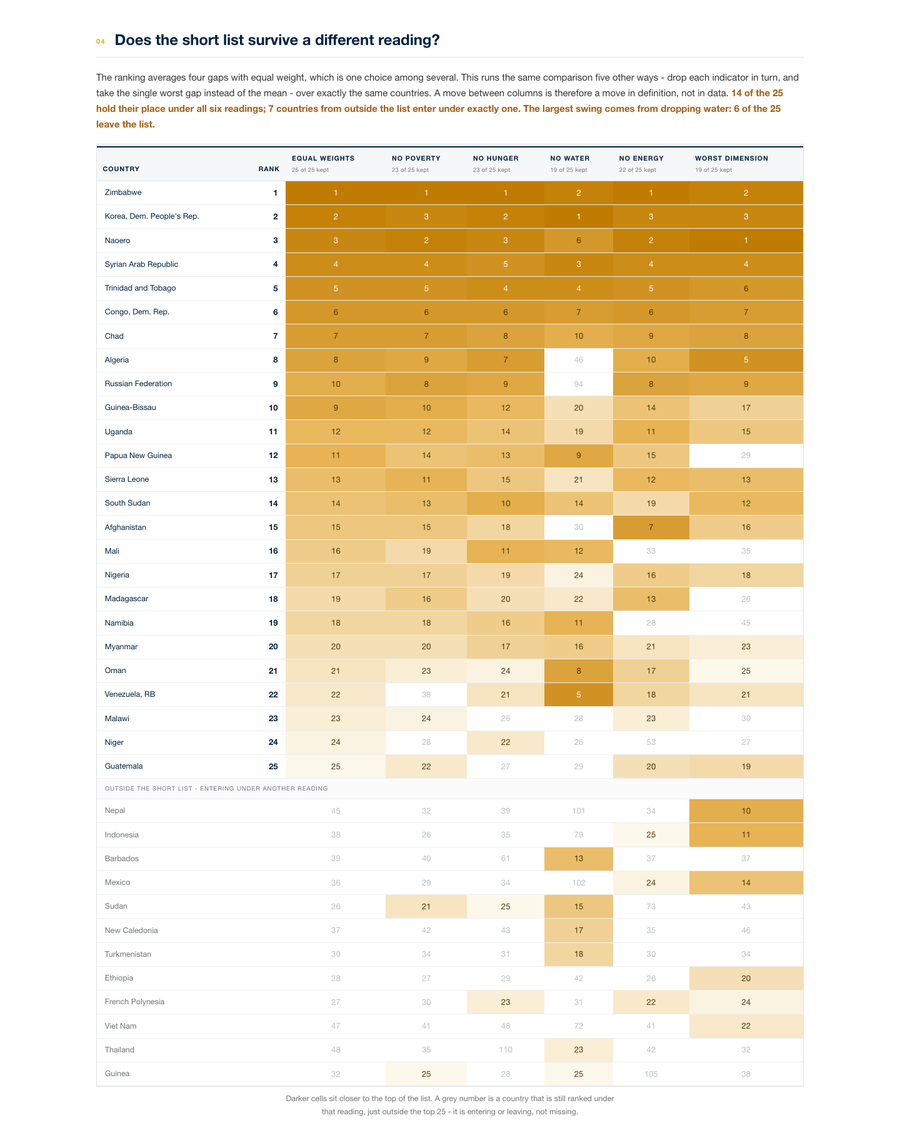 04 Does the short list survive a different reading?
The ranking averages four gaps with equal weight, which is one choice among several. This runs the same comparison five other ways - drop each indicator in turn, and
take the single worst gap instead of the mean - over exactly the same countries. A move between columns is therefore a move in definition, not in data. 14 of the 25
hold their place under all six readings; 7 countries from outside the list enter under exactly one. The largest swing comes from dropping water: 6 of the 25
leave the list.
COUNTRY RANK EQUAL WEIGHTS NO POVERTY NO HUNGER NO WATER NO ENERGY WORST DIMENSION
25 of 25 kept 23 of 25 kept 23 of 25 kept 19 of 25 kept 22 of 25 kept 19 of 25 kept
Zimbabwe 1 1 1 1 2 1 2
Korea, Dem. People's Rep. 2 2 3 2 1 3 3
Naoero 3 3 2 3 6 2 1
Syrian Arab Republic 4 4 4 5 3 4 4
Trinidad and Tobago 5 5 5 4 4 5 6
Congo, Dem. Rep. 6 6 6 6 7 6 7
Chad 7 7 7 8 10 9 8
Algeria 8 8 9 7 46 10 5
Russian Federation 9 10 8 9 94 8 9
Guinea-Bissau 10 9 10 12 20 14 17
Uganda 11 12 12 14 19 11 15
Papua New Guinea 12 11 14 13 9 15 29
Sierra Leone 13 13 11 15 21 12 13
South Sudan 14 14 13 10 14 19 12
Afghanistan 15 15 15 18 30 7 16
Mali 16 16 19 11 12 33 35
Nigeria 17 17 17 19 24 16 18
Madagascar 18 19 16 20 22 13 26
Namibia 19 18 18 16 11 28 45
Myanmar 20 20 20 17 16 21 23
Oman 21 21 23 24 8 17 25
Venezuela, RB 22 22 38 21 5 18 21
Malawi 23 23 24 26 28 23 30
Niger 24 24 28 22 26 53 27
Guatemala 25 25 22 27 29 20 19
OUTSIDE THE SHORT LIST - ENTERING UNDER ANOTHER READING
Nepal 45 32 39 101 34 10
Indonesia 38 26 35 79 25 11
Barbados 39 40 61 13 37 37
Mexico 36 29 34 102 24 14
Sudan 26 21 25 15 73 43
New Caledonia 37 42 43 17 35 46
Turkmenistan 30 34 31 18 30 34
Ethiopia 28 27 29 42 26 20
French Polynesia 27 30 23 31 22 24
Viet Nam 47 41 48 72 41 22
Thailand 48 35 110 23 42 32
Guinea 32 25 28 25 105 38
Darker cells sit closer to the top of the list. A grey number is a country that is still ranked under
that reading, just outside the top 25 - it is entering or leaving, not missing.